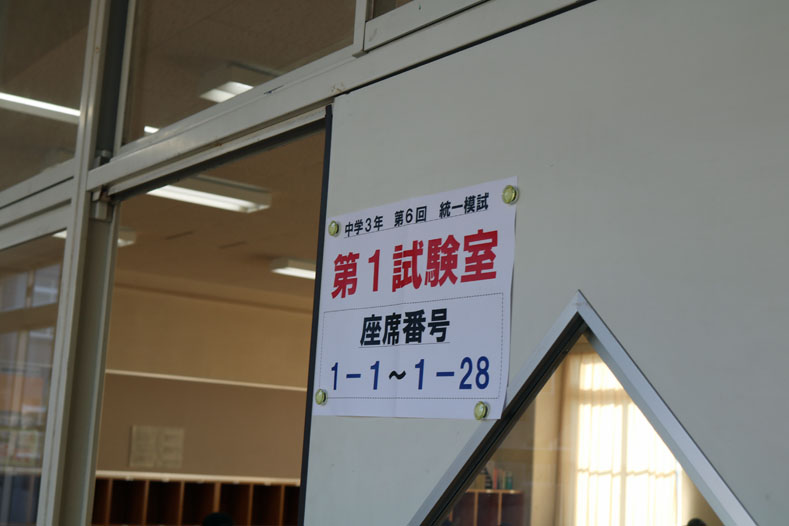 中学3年 第6回 統一模試
第1試験室
座席番号
1-1~1-28